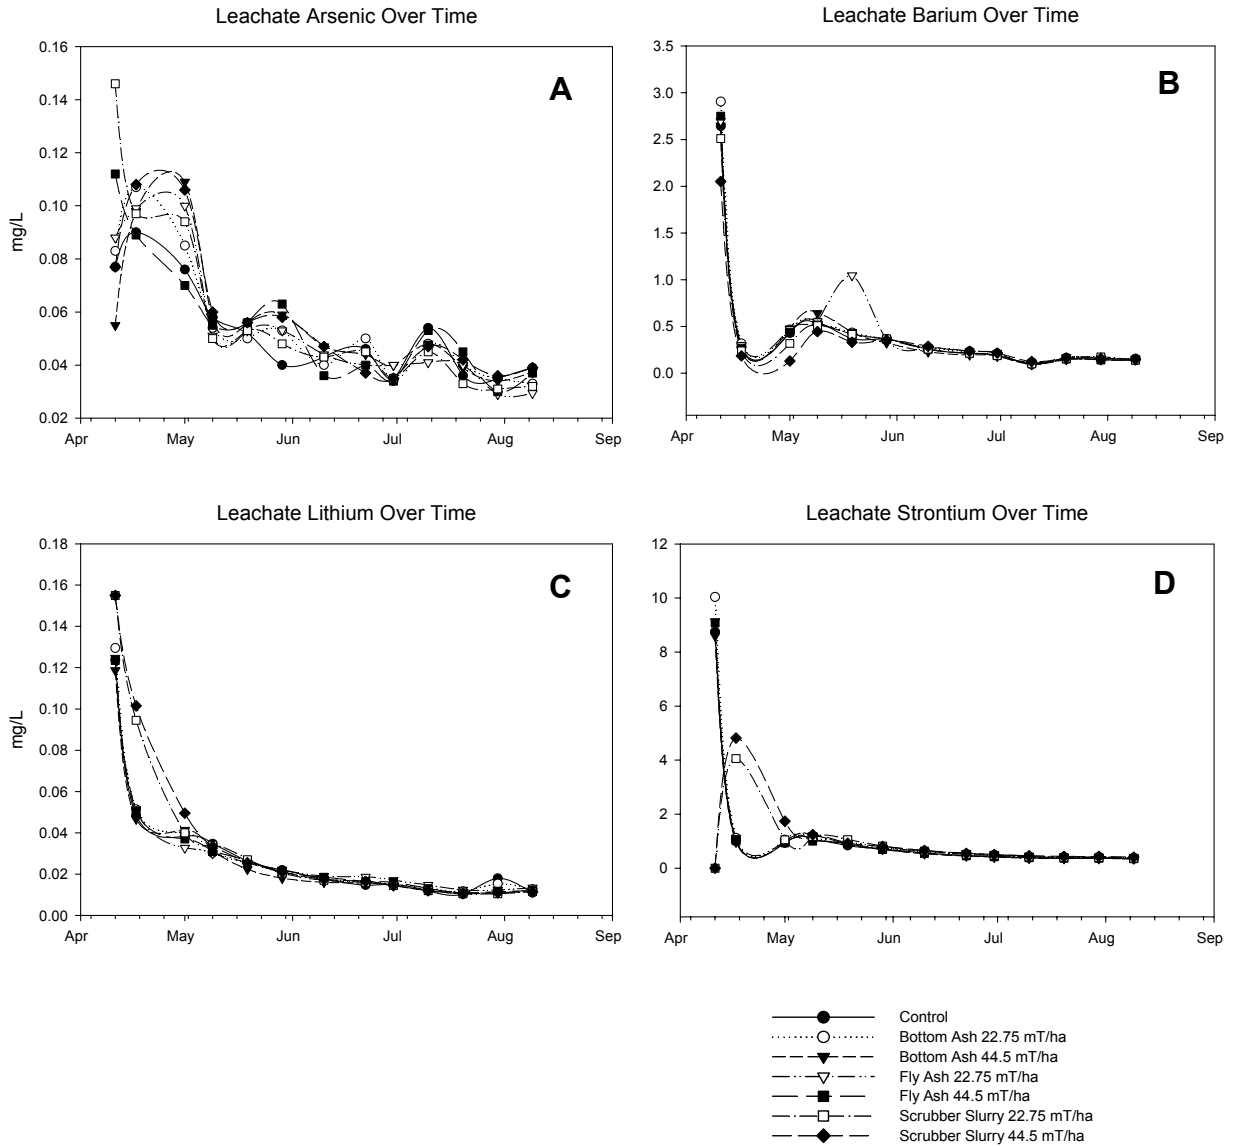 Leachate Arsenic Over Time
0.16
0.14
0.12
0.10
0.08
0.06
0.04
0.02
mg/L
A
Apr May Jun Jul Aug Sep
Leachate Barium Over Time
3.5
3.0
2.5
2.0
1.5
1.0
0.5
0.0
B
Apr May Jun Jul Aug Sep
Leachate Lithium Over Time
0.18
0.16
0.14
0.12
0.10
0.08
0.06
0.04
0.02
0.00
mg/L
C
Apr May Jun Jul Aug Sep
Leachate Strontium Over Time
12
10
8
6
4
2
0
D
Apr May Jun Jul Aug Sep
Control
Bottom Ash 22.75 mT/ha
Bottom Ash 44.5 mT/ha
Fly Ash 22.75 mT/ha
Fly Ash 44.5 mT/ha
Scrubber Slurry 22.75 mT/ha
Scrubber Slurry 44.5 mT/ha